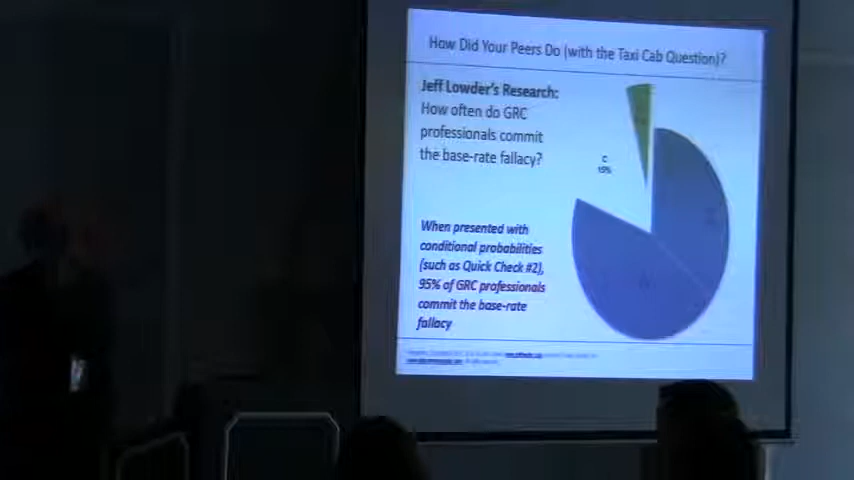 How Did Your Peers Do (with the Taxi Cab Question)?
Jeff Lowder's Research:
How often do GRC
professionals commit
the base-rate fallacy?
C
15%
When presented with
conditional probabilities
(such as Quick Check #2),
95% of GRC professionals
commit the base-rate
fallacy